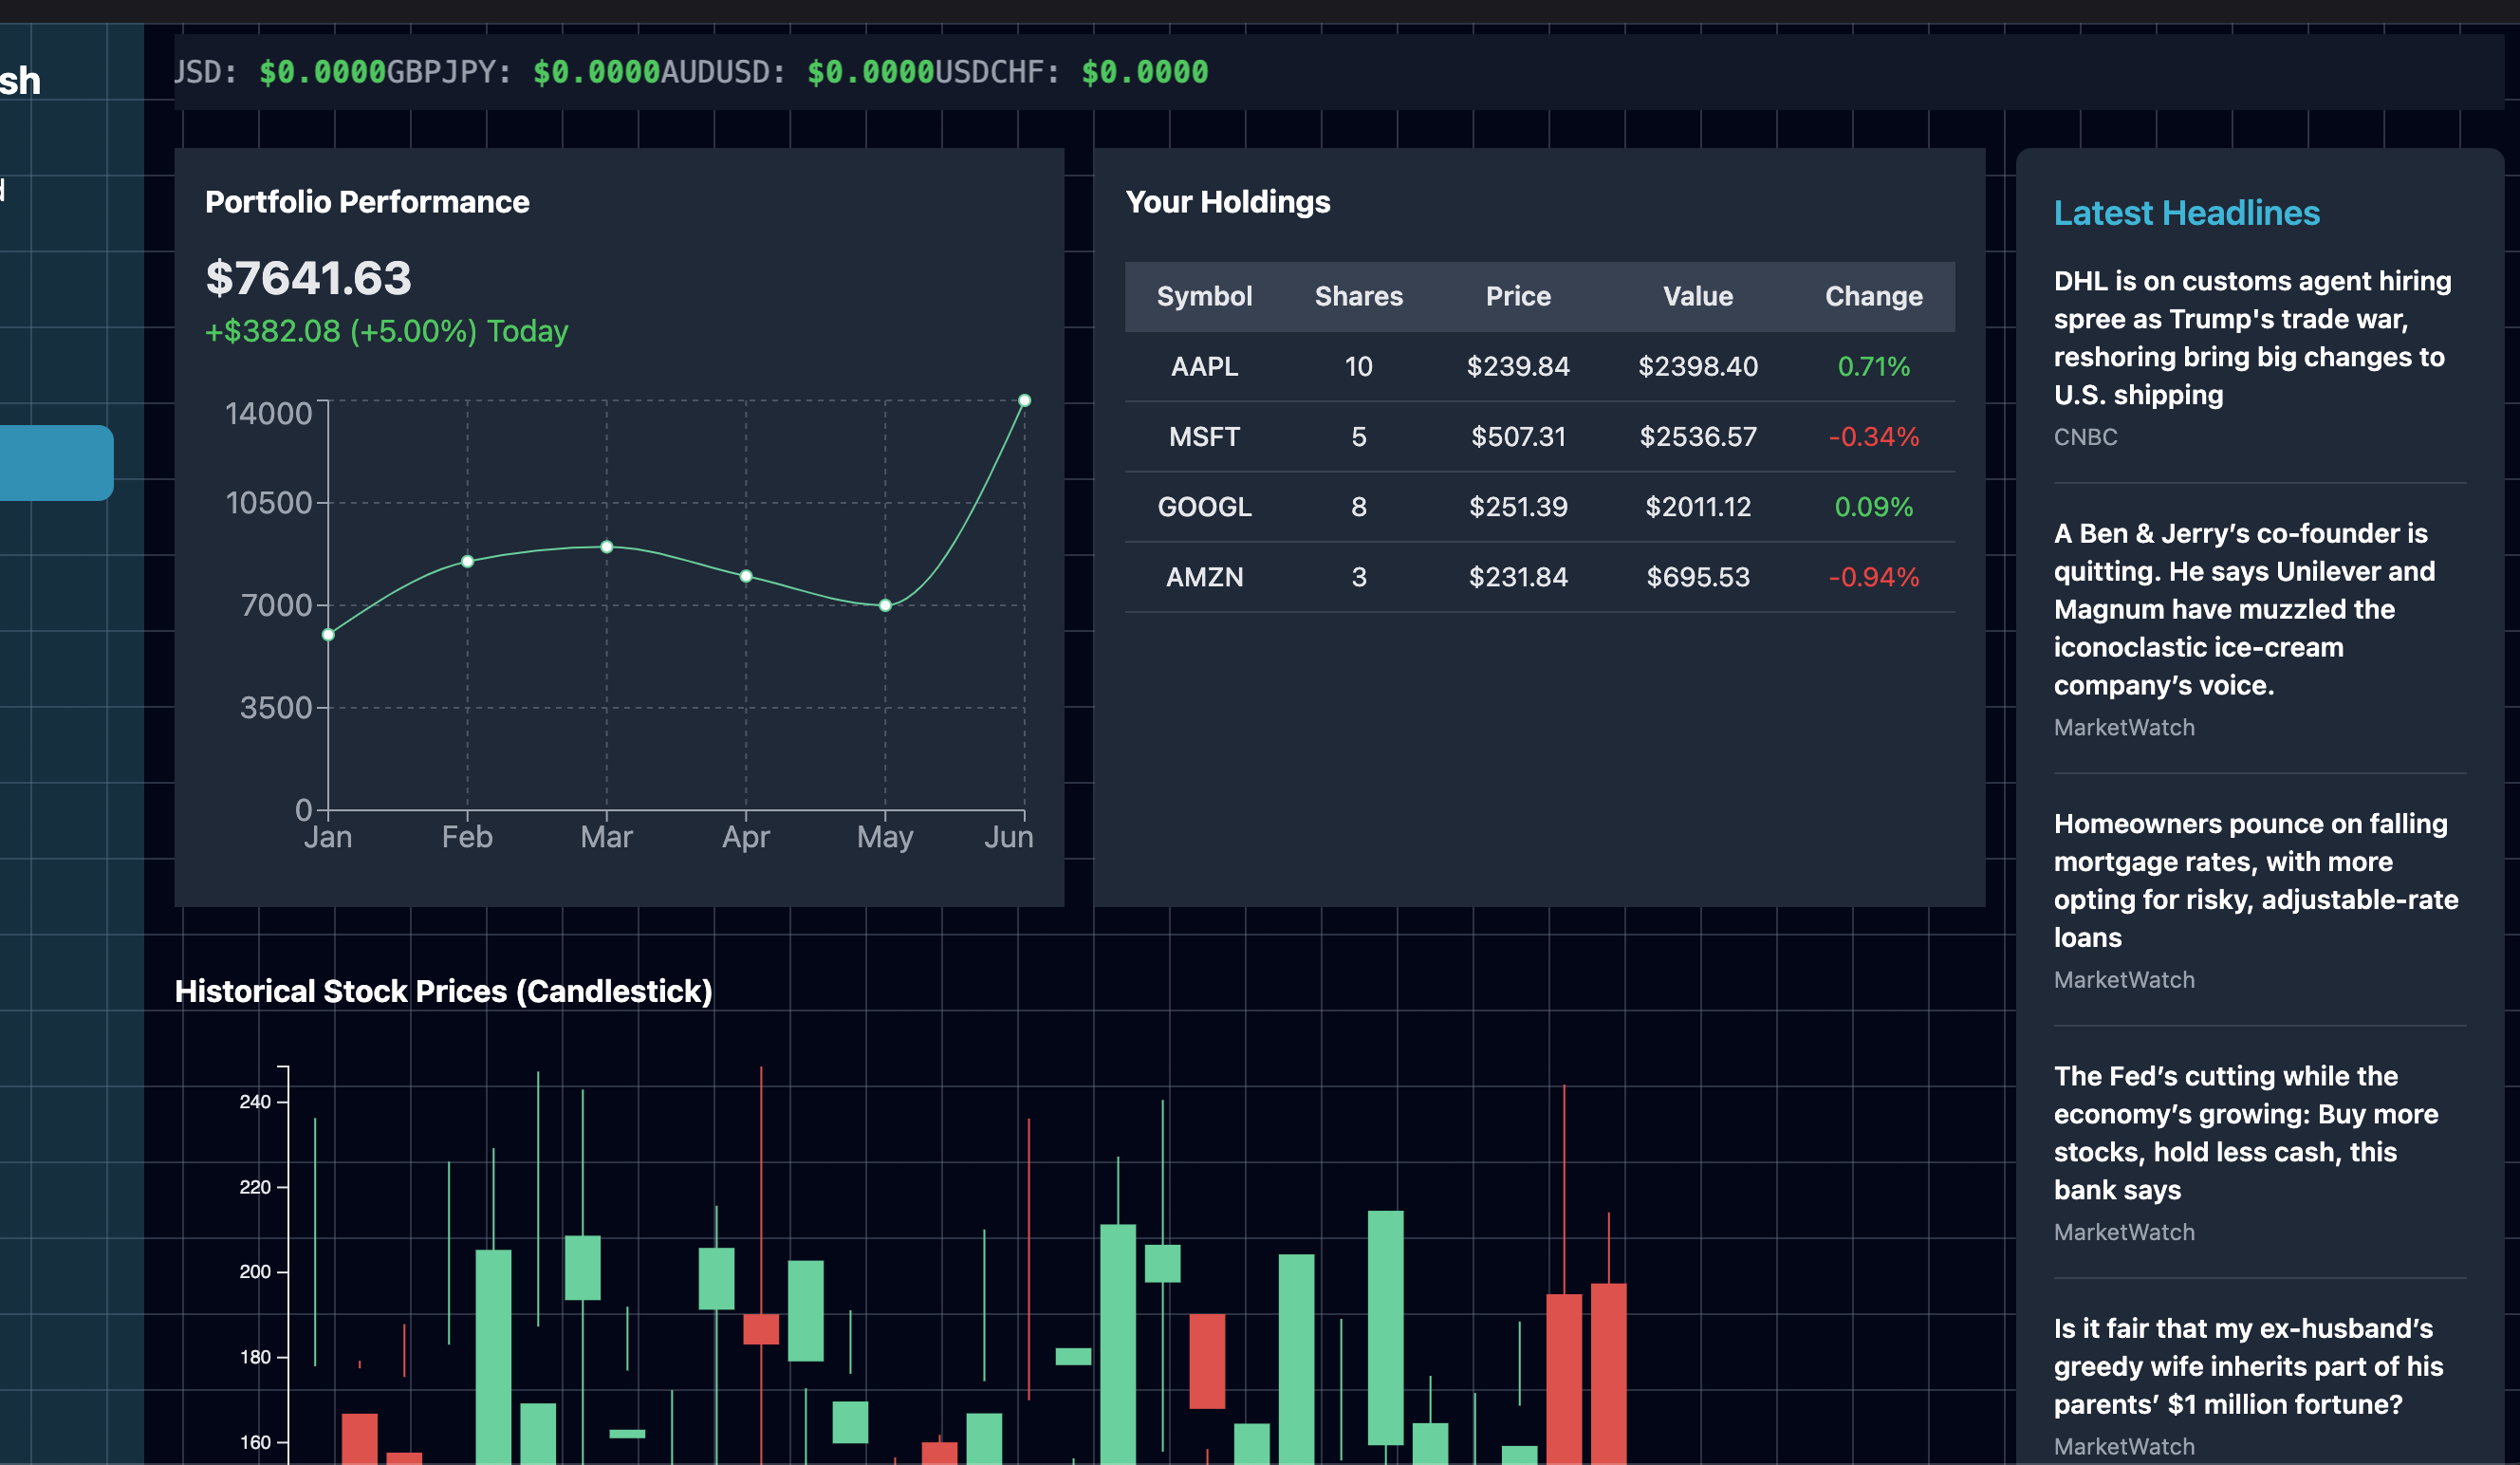 sh
USD: $0.0000GBPJPY: $0.0000AUDUSD: $0.0000USDCHF: $0.0000
Portfolio Performance
$7641.63
+$382.08 (+5.00%) Today
14000
10500
7000
3500
0
Jan Feb Mar Apr May Jun
Your Holdings
Symbol Shares Price Value Change
AAPL 10 $239.84 $2398.40 0.71%
MSFT 5 $507.31 $2536.57 -0.34%
GOOGL 8 $251.39 $2011.12 0.09%
AMZN 3 $231.84 $695.53 -0.94%
Latest Headlines
DHL is on customs agent hiring
spree as Trump's trade war,
reshoring bring big changes to
U.S. shipping
CNBC
A Ben & Jerry’s co-founder is
quitting. He says Unilever and
Magnum have muzzled the
iconoclastic ice-cream
company’s voice.
MarketWatch
Homeowners pounce on falling
mortgage rates, with more
opting for risky, adjustable-rate
loans
MarketWatch
The Fed’s cutting while the
economy’s growing: Buy more
stocks, hold less cash, this
bank says
MarketWatch
Is it fair that my ex-husband’s
greedy wife inherits part of his
parents’ $1 million fortune?
MarketWatch
Historical Stock Prices (Candlestick)
240
220
200
180
160